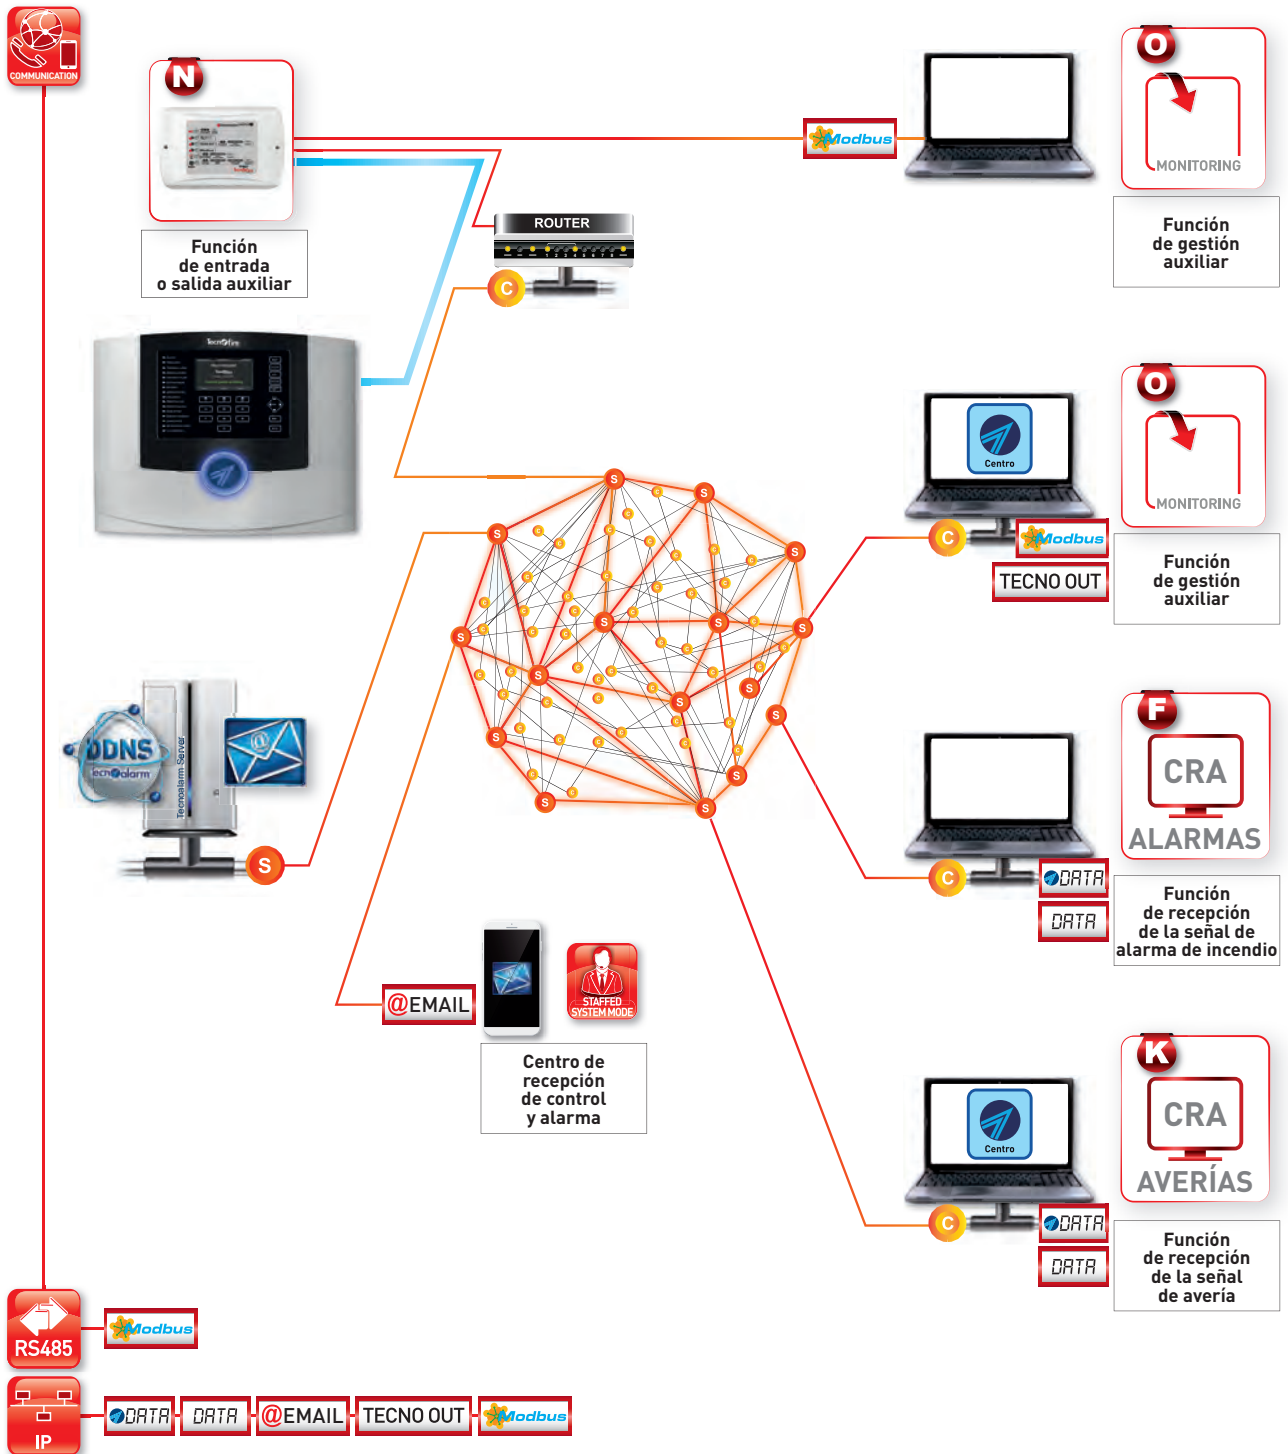 COMMUNICATION
N
Función
de entrada
o salida auxiliar
Modbus
O
MONITORING
Función
de gestión
auxiliar
ROUTER
C
Tecnofire
Centro
C
Modbus
TECNO OUT
O
MONITORING
Función
de gestión
auxiliar
DDNS
Tecnoalarm
Tecnoalarm Server
@
S
C
DATA
DATA
F
CRA
ALARMAS
Función
de recepción
de la señal de
alarma de incendio
@EMAIL
STAFFED
SYSTEM MODE
Centro de
recepción
de control
y alarma
Centro
C
DATA
DATA
K
CRA
AVERÍAS
Función
de recepción
de la señal
de avería
RS485
Modbus
IP
DATA
DATA
@EMAIL
TECNO OUT
Modbus